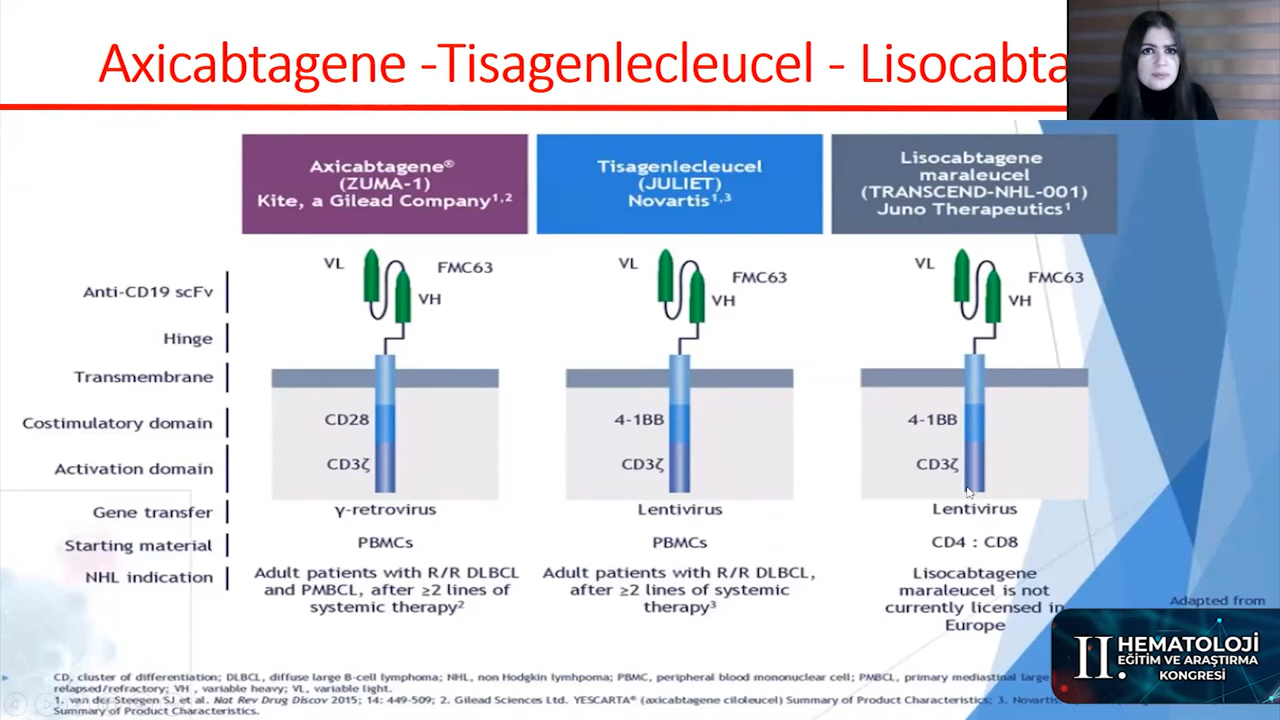 Axicabtagene -Tisagenlecleucel - Lisocabta
Axicabtagene®
(ZUMA-1)
Kite, a Gilead Company1,2
Tisagenlecleucel
(JULIET)
Novartis1,3
Lisocabtagene
maraleucel
(TRANSCEND-NHL-001)
Juno Therapeutics1
Anti-CD19 scFv
VL
FMC63
VH
VL
FMC63
VH
VL
FMC63
VH
Hinge
Transmembrane
Costimulatory domain
CD28
4-1BB
4-1BB
Activation domain
CD3ζ
CD3ζ
CD3ζ
Gene transfer
γ-retrovirus
Lentivirus
Lentivirus
Starting material
PBMCs
PBMCs
CD4 : CD8
NHL indication
Adult patients with R/R DLBCL
and PMBCL, after ≥2 lines of
systemic therapy2
Adult patients with R/R DLBCL,
after ≥2 lines of systemic
therapy3
Lisocabtagene
maraleucel is not
currently licensed in
Europe
Adapted from
II. HEMATOLOJİ
EĞİTİM VE ARAŞTIRMA
KONGRESİ
CD, cluster of differentiation; DLBCL, diffuse large B-cell lymphoma; NHL, non Hodgkin lymhpoma; PBMC, peripheral blood mononuclear cell; PMBCL, primary mediastinal large
relapsed/refractory; VH , variable heavy; VL, variable light.
1. van der Steegen SJ et al. Nat Rev Drug Discov 2015; 14: 449-509; 2. Gilead Sciences Ltd. YESCARTA® (axicabtagene ciloleucel) Summary of Product Characteristics; 3. Novartis
Summary of Product Characteristics.